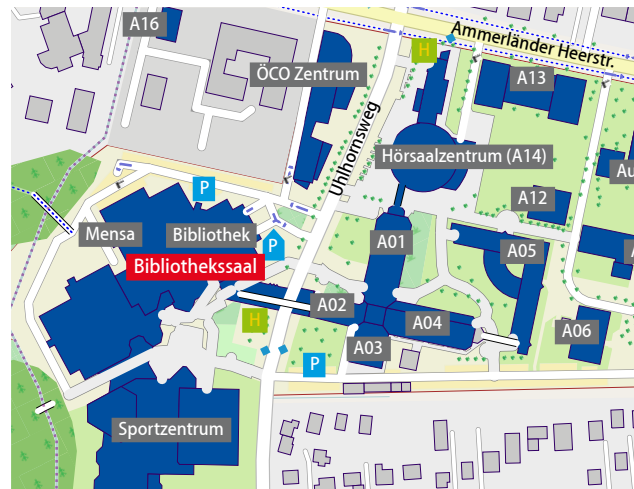 A16
H
Ammerländer Heerstr.
ÖCO Zentrum
A13
Uhlhornsweg
Hörsaalzentrum (A14)
P
A12
Mensa
Bibliothek
P
A01
A05
Bibliothekssaal
A02
H
A04
A06
A03
P
Sportzentrum